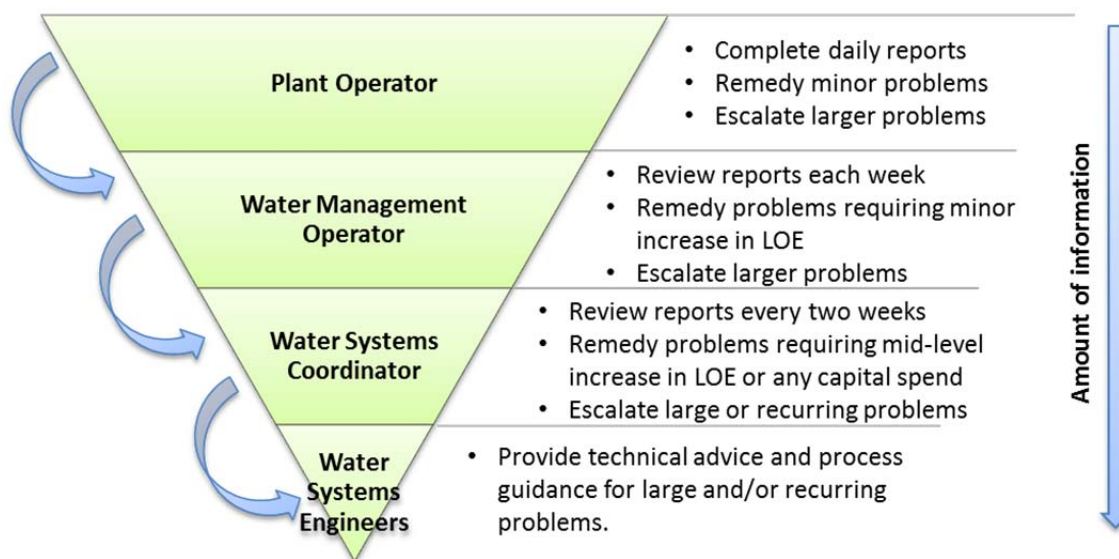 Plant Operator
• Complete daily reports
• Remedy minor problems
• Escalate larger problems
Water Management
Operator
• Review reports each week
• Remedy problems requiring minor
increase in LOE
• Escalate larger problems
Water Systems
Coordinator
• Review reports every two weeks
• Remedy problems requiring mid-level
increase in LOE or any capital spend
• Escalate large or recurring problems
Water
Systems
Engineers
• Provide technical advice and process
guidance for large and/or recurring
problems.
Amount of information